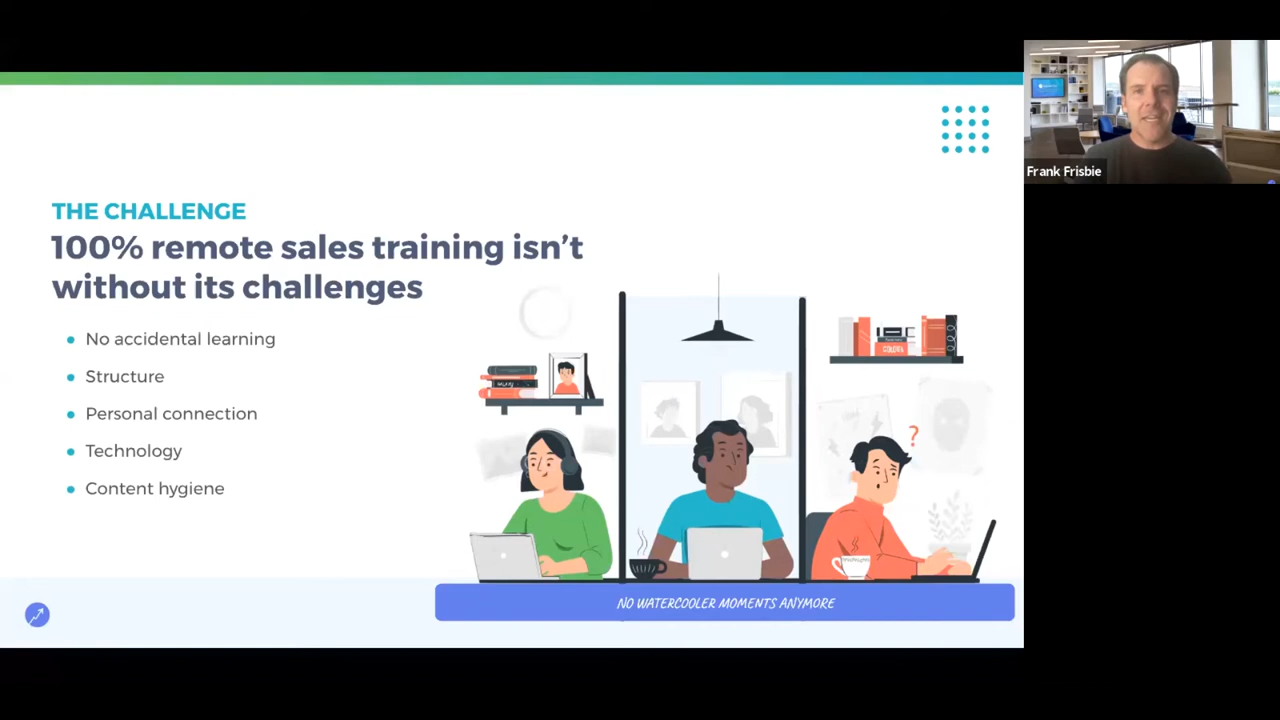 THE CHALLENGE
100% remote sales training isn’t
without its challenges
No accidental learning
Structure
Personal connection
Technology
Content hygiene
NO WATERCOOLER MOMENTS ANYMORE
Frank Frisbie